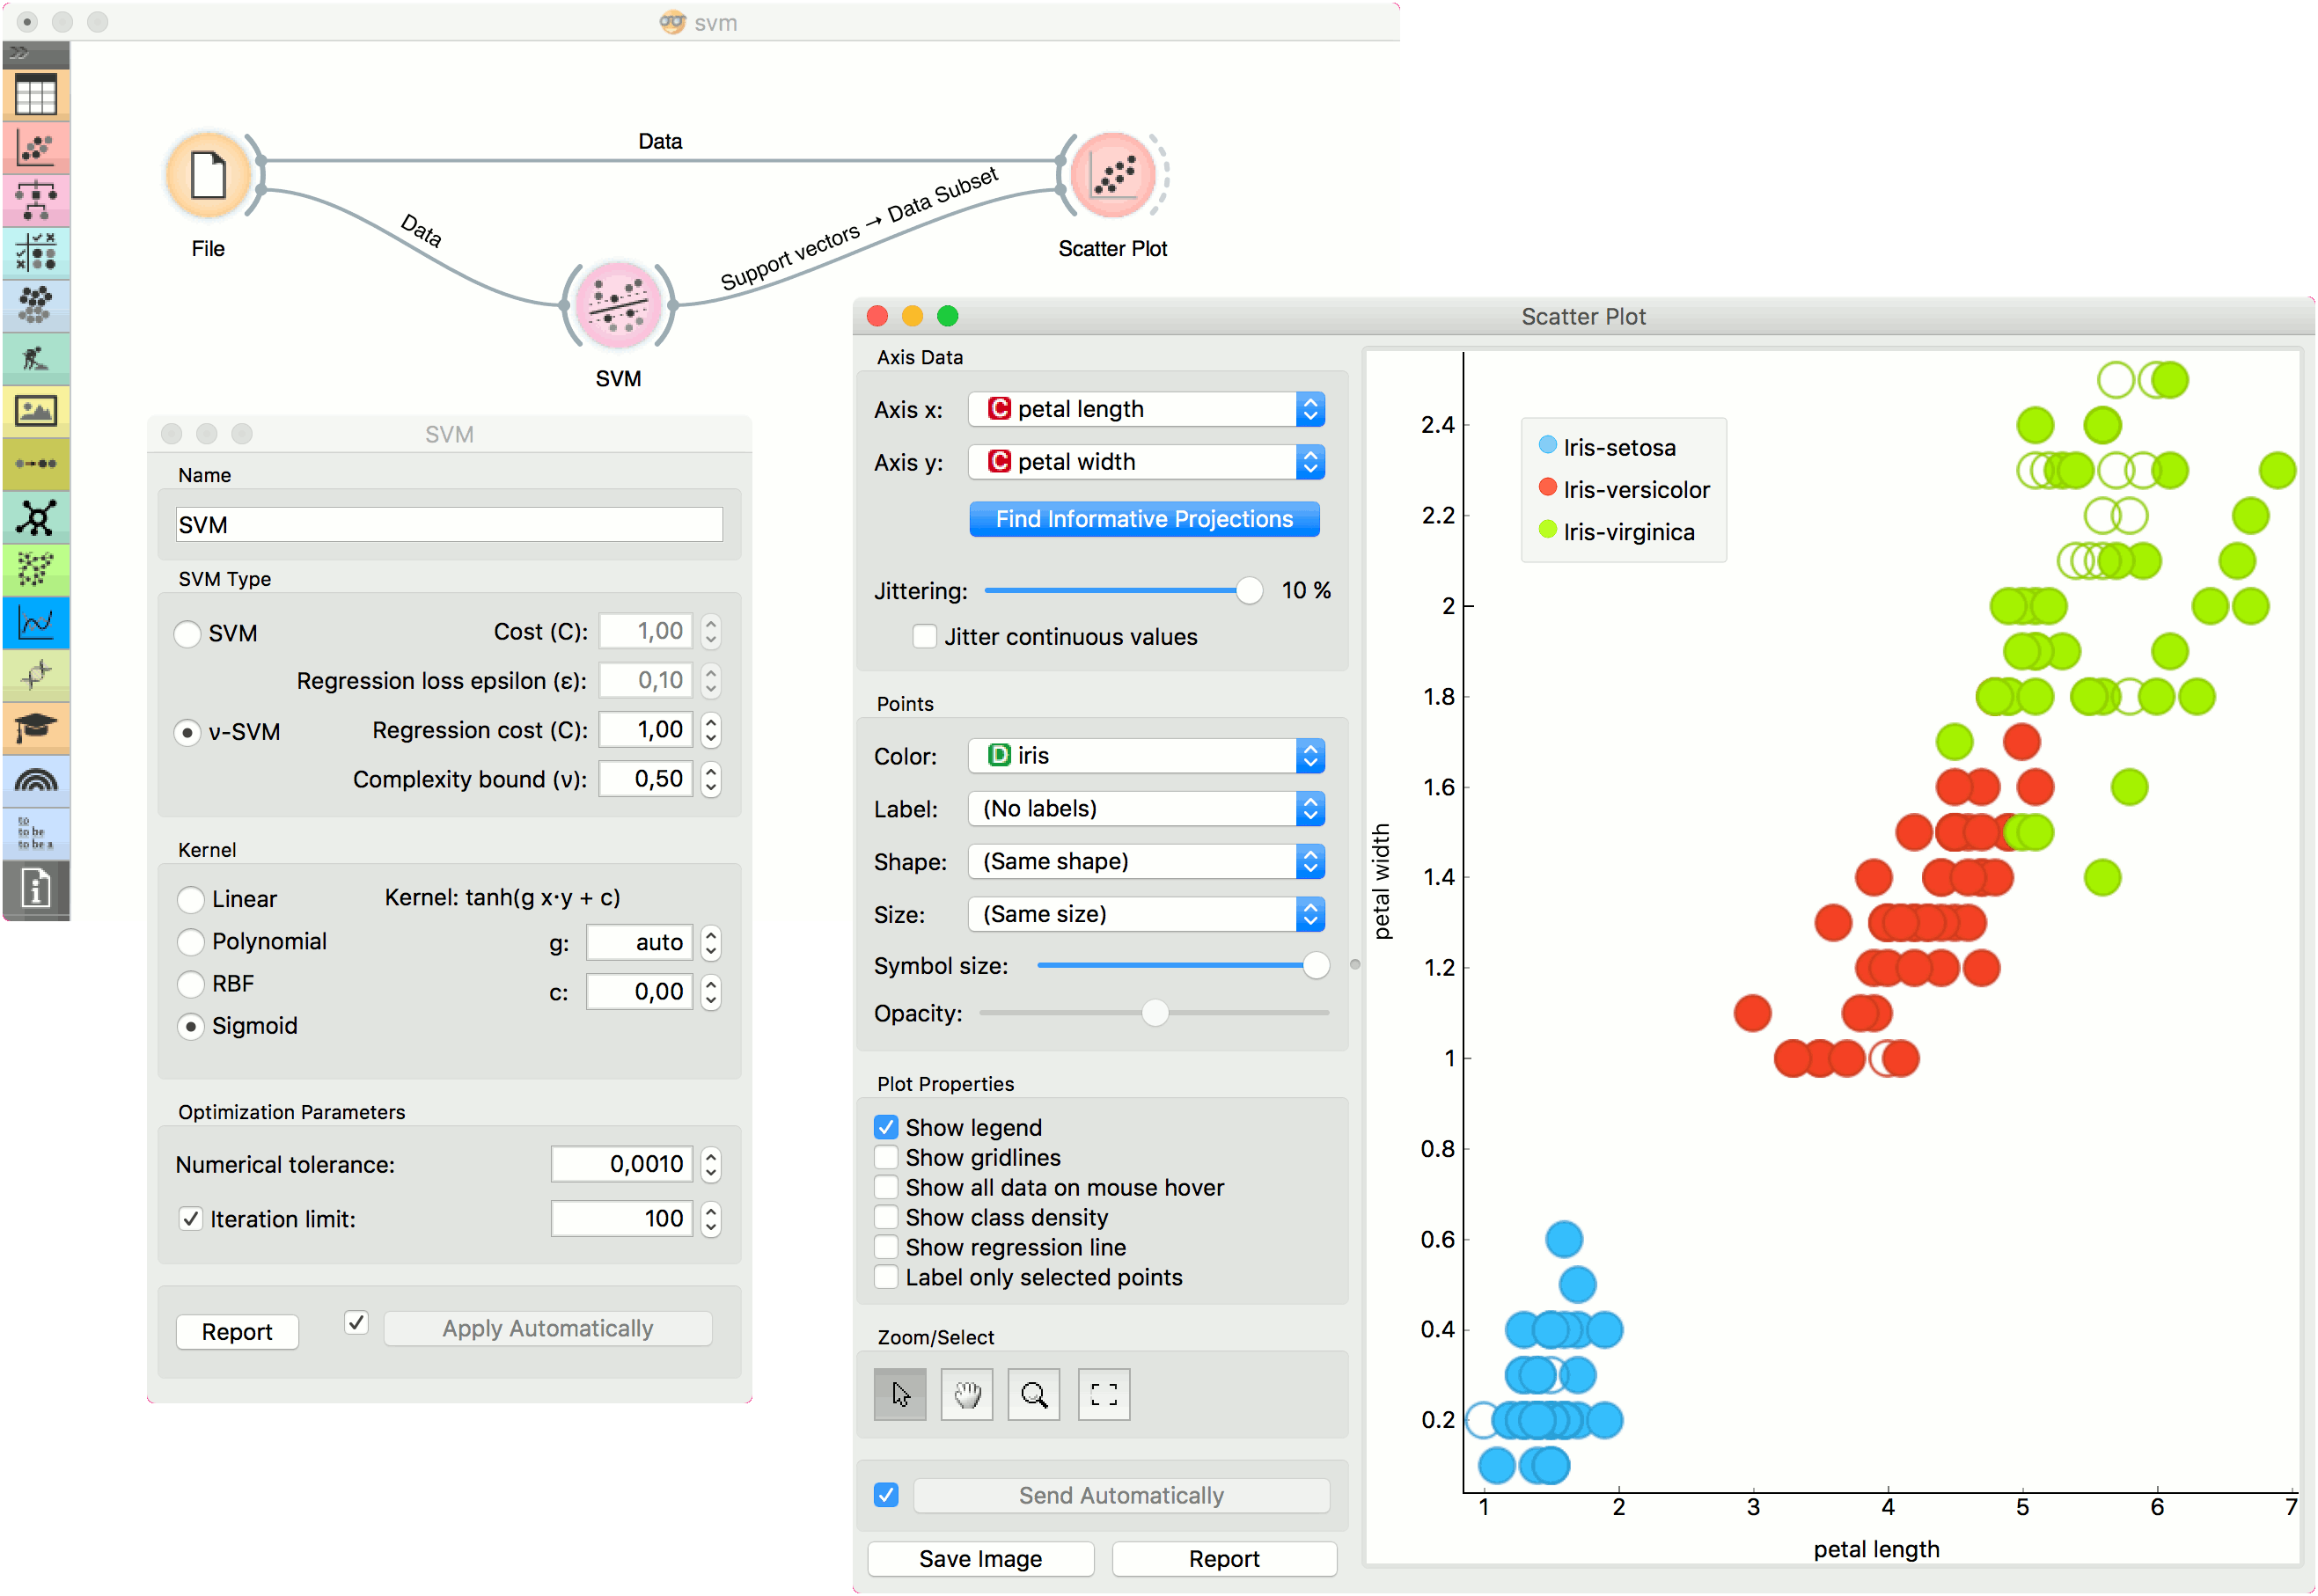 svm
Data
Data
Support vectors → Data Subset
File
Scatter Plot
SVM
to
to be
to be a
SVM
Name
SVM
SVM Type
SVM
Cost (C): 1,00
Regression loss epsilon (ε): 0,10
ν-SVM
Regression cost (C): 1,00
Complexity bound (ν): 0,50
Kernel
Linear
Kernel: tanh(g x·y + c)
Polynomial
g: auto
RBF
c: 0,00
Sigmoid
Optimization Parameters
Numerical tolerance: 0,0010
Iteration limit: 100
Report
Apply Automatically
Scatter Plot
Axis Data
Axis x: C petal length
Axis y: C petal width
Find Informative Projections
Jittering: 10 %
Jitter continuous values
Points
Color: D iris
Label: (No labels)
Shape: (Same shape)
Size: (Same size)
Symbol size:
Opacity:
Plot Properties
Show legend
Show gridlines
Show all data on mouse hover
Show class density
Show regression line
Label only selected points
Zoom/Select
Send Automatically
Save Image
Report
Iris-setosa
Iris-versicolor
Iris-virginica
petal width
2.4
2.2
2
1.8
1.6
1.4
1.2
1
0.8
0.6
0.4
0.2
1 2 3 4 5 6 7
petal length